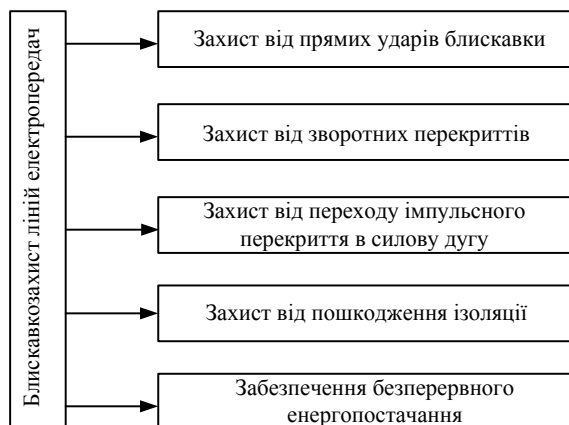 Блискавкозахист ліній електропередач
Захист від прямих ударів блискавки
Захист від зворотних перекриттів
Захист від переходу імпульсного
перекриття в силову дугу
Захист від пошкодження ізоляції
Забезпечення безперервного
енергопостачання